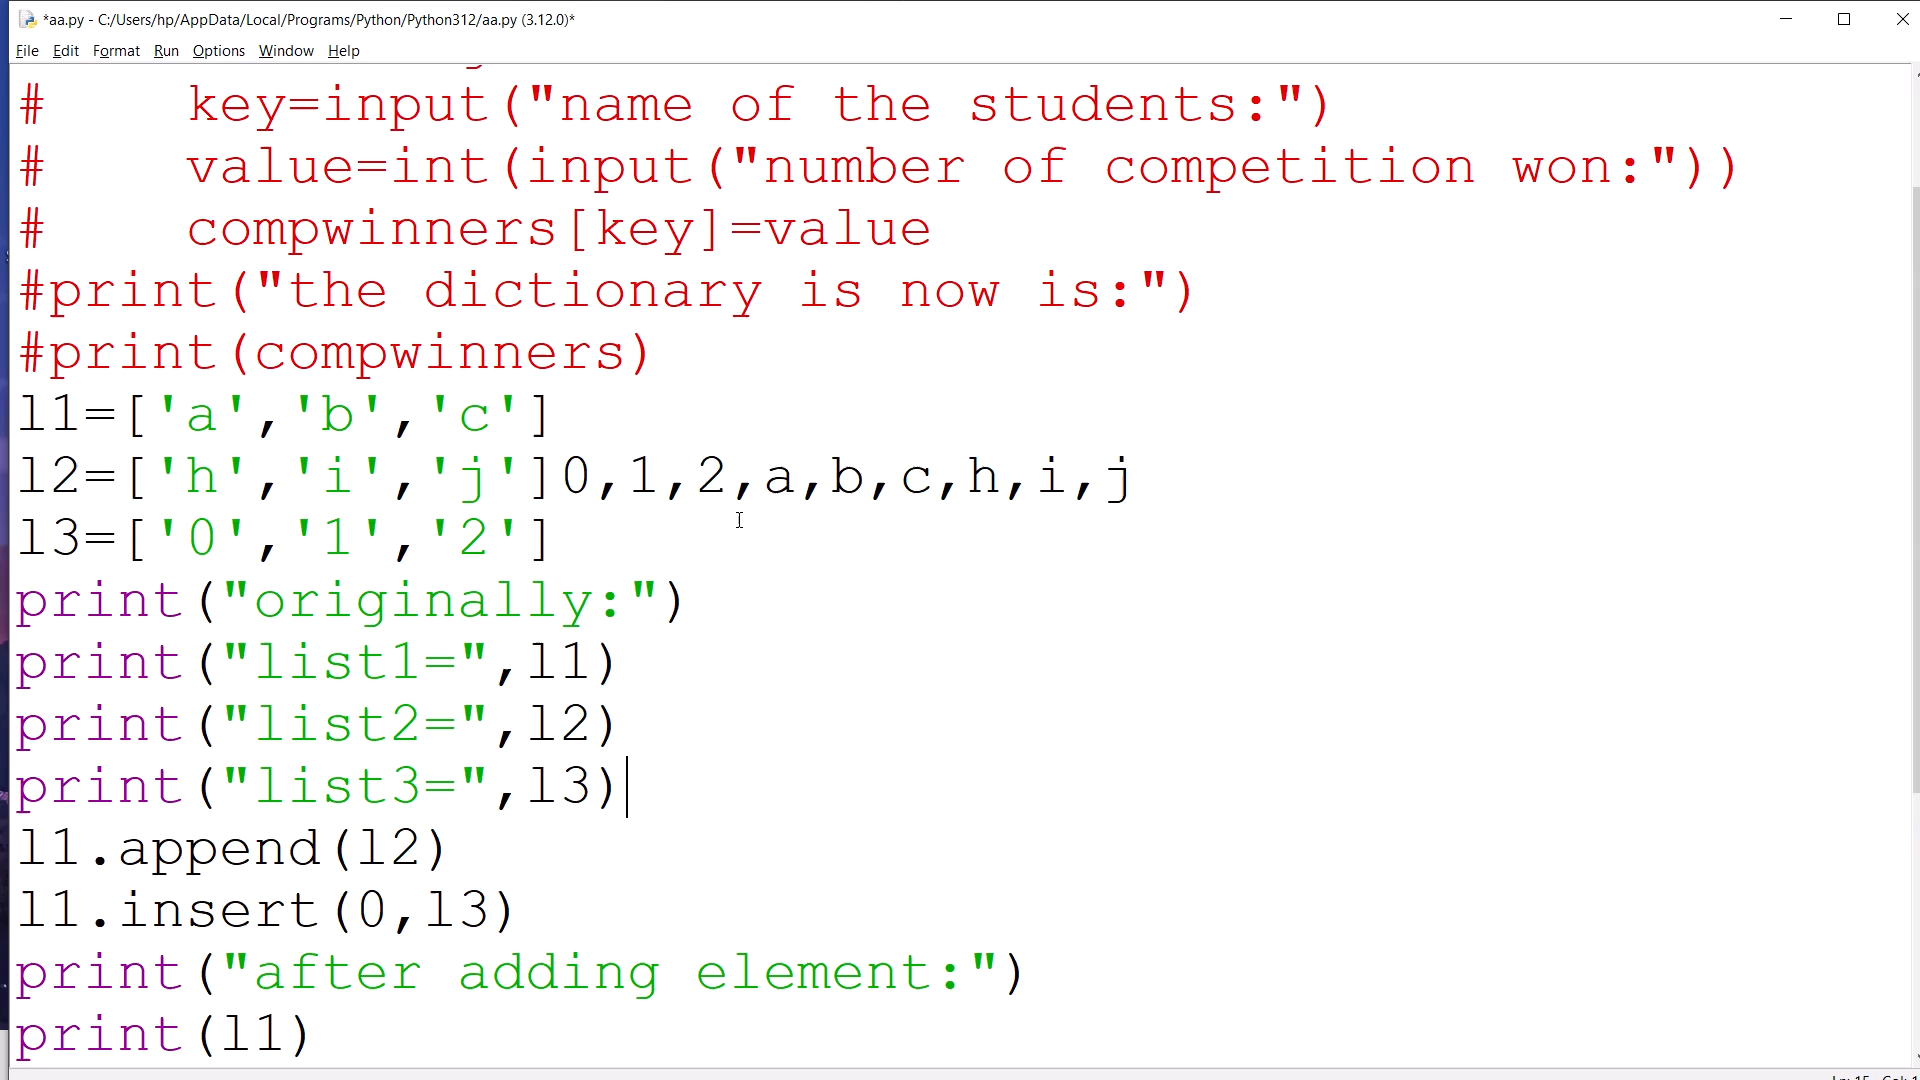 *aa.py - C:/Users/hp/AppData/Local/Programs/Python/Python312/aa.py (3.12.0)*
File Edit Format Run Options Window Help
#    key=input("name of the students:")
#    value=int(input("number of competition won:"))
#    compwinners[key]=value
#print("the dictionary is now is:")
#print(compwinners)
l1=['a','b','c']
l2=['h','i','j']0,1,2,a,b,c,h,i,j
l3=['0','1','2']
print("originally:")
print("list1=",l1)
print("list2=",l2)
print("list3=",l3)
l1.append(l2)
l1.insert(0,l3)
print("after adding element:")
print(l1)